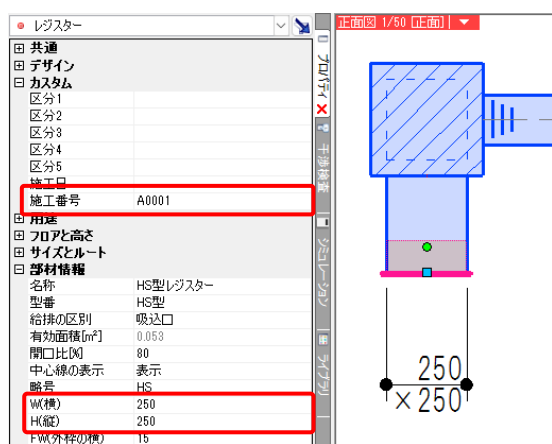 レジスター
共通
デザイン
カスタム
区分1
区分2
区分3
区分4
区分5
施工日
施工番号 A0001
用途
フロアと高さ
サイズとルート
部材情報
名称 HS型レジスター
型番 HS型
給排の区別 吸込口
有効面積[m²] 0.053
開口比[%] 80
中心線の表示 表示
略号 HS
W(横) 250
H(縦) 250
FW(外枠の横) 15
プロパティ
干渉検査
シミュレーション
ライブラリ
正面図 1/50 [正面]
250
×250